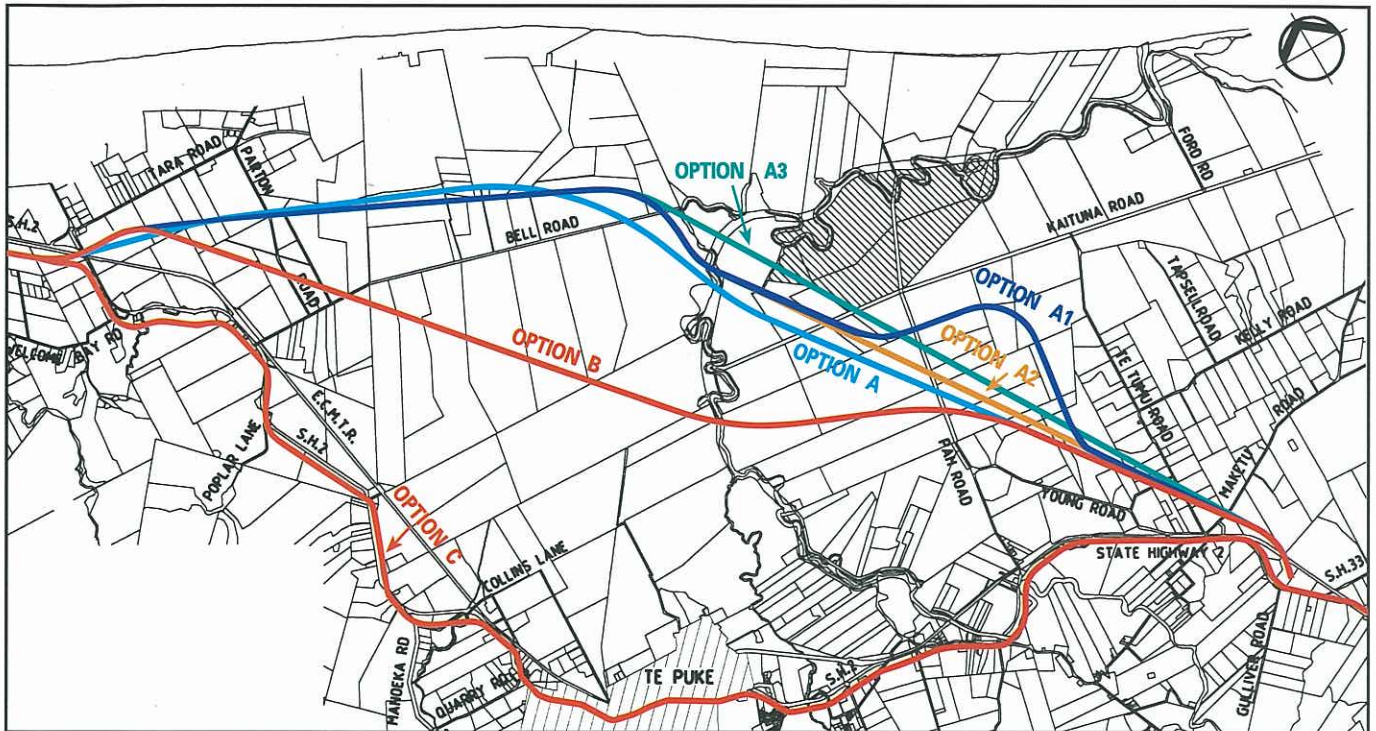 TARA ROAD
PARTON
ROAD
S.H.2
OPTION A3
BELL ROAD
FORD RD
KAITUNA ROAD
OPTION A1
TAPSELL ROAD
KELLY ROAD
OPTION B
OPTION A
OPTION A2
TE TUMU ROAD
WELCOME BAY RD
E.C.M.T.R.
S.H.2
POPLAR LANE
PAH ROAD
MAKETU ROAD
YOUNG ROAD
OPTION C
COLLINS LANE
STATE HIGHWAY 2
S.H.33
MANOEKA RD
QUARRY RD
TE PUKE
S.H.2
GULLIVER ROAD